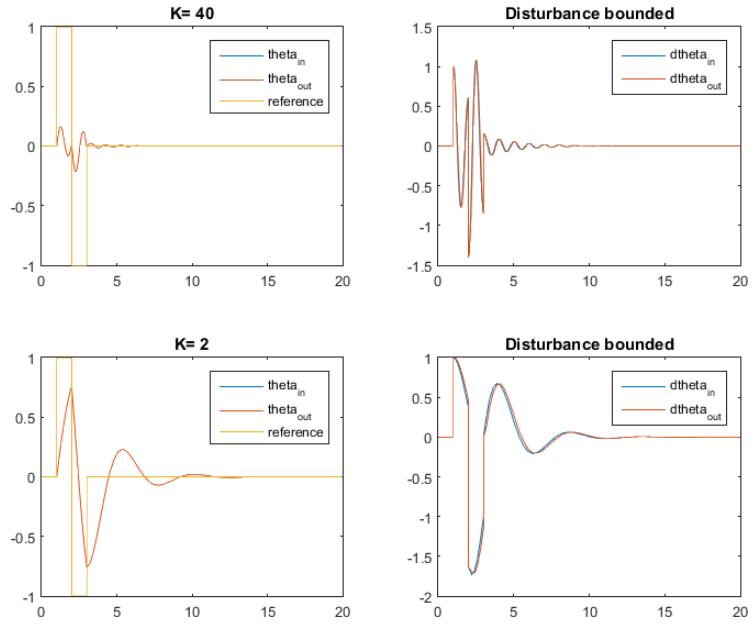 K= 40
theta_in
theta_out
reference
1
0.5
0
-0.5
-1
0 5 10 15 20
Disturbance bounded
dtheta_in
dtheta_out
1.5
1
0.5
0
-0.5
-1
-1.5
0 5 10 15 20
K= 2
theta_in
theta_out
reference
1
0.5
0
-0.5
-1
0 5 10 15 20
Disturbance bounded
dtheta_in
dtheta_out
1
0.5
0
-0.5
-1
-1.5
-2
0 5 10 15 20